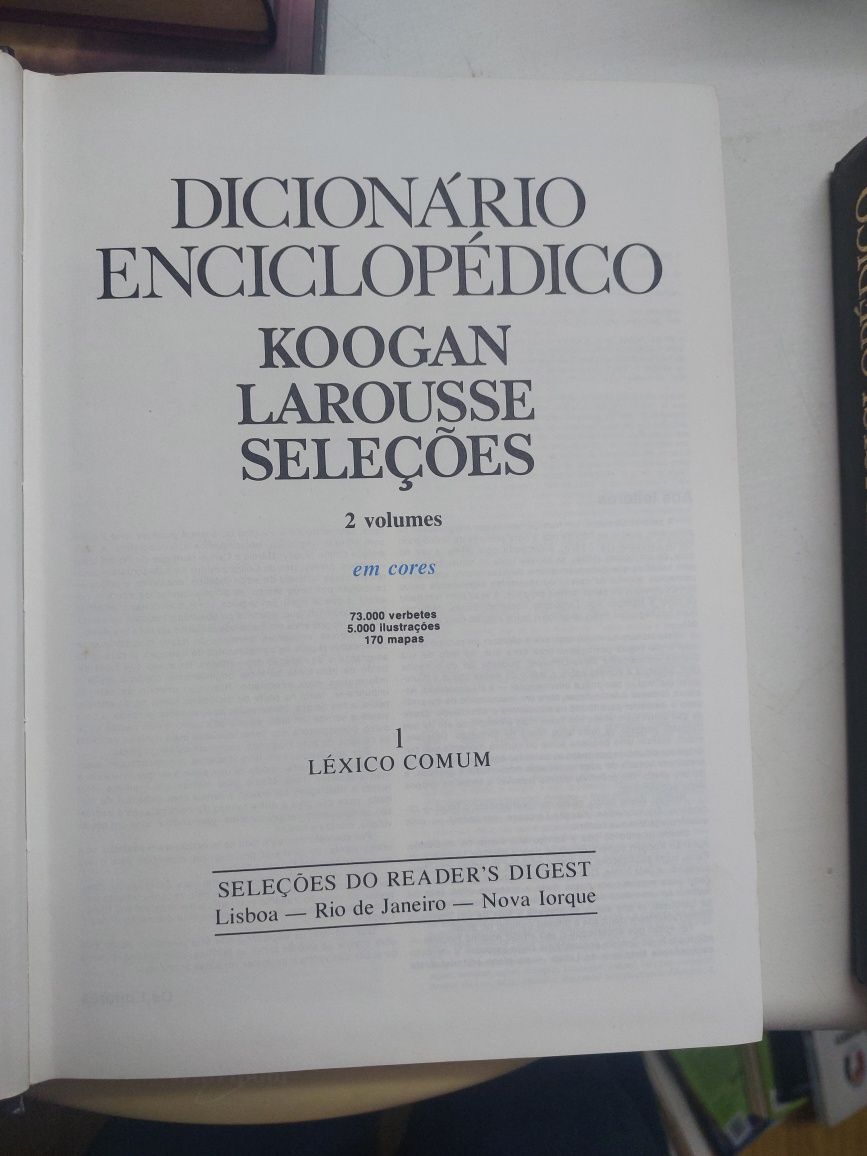 DICIONÁRIO
ENCICLOPÉDICO
KOOGAN
LAROUSSE
SELEÇÕES
2 volumes
em cores
73.000 verbetes
5.000 ilustrações
170 mapas
1
LÉXICO COMUM
SELEÇÕES DO READER'S DIGEST
Lisboa — Rio de Janeiro — Nova Iorque